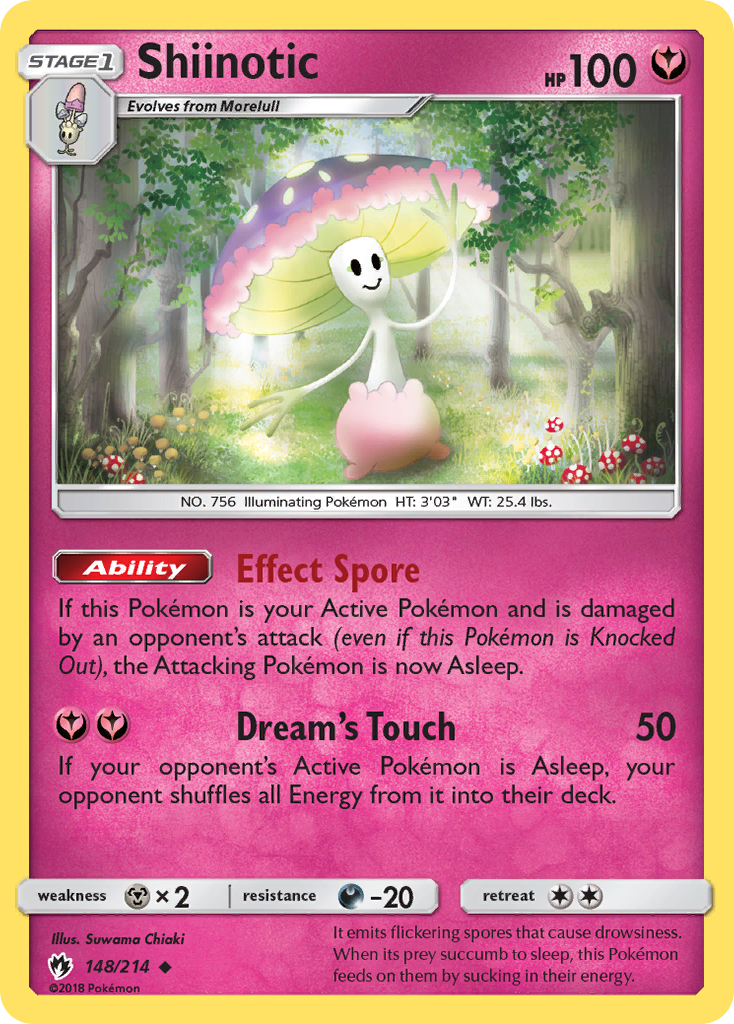 STAGE1
Shiinotic
HP100
Evolves from Morelull
NO. 756 Illuminating Pokémon HT: 3'03" WT: 25.4 lbs.
Ability
Effect Spore
If this Pokémon is your Active Pokémon and is damaged
by an opponent's attack (even if this Pokémon is Knocked
Out), the Attacking Pokémon is now Asleep.
Dream's Touch 50
If your opponent's Active Pokémon is Asleep, your
opponent shuffles all Energy from it into their deck.
weakness ×2 resistance -20 retreat
Illus. Suwama Chiaki
148/214
©2018 Pokémon
It emits flickering spores that cause drowsiness.
When its prey succumb to sleep, this Pokémon
feeds on them by sucking in their energy.